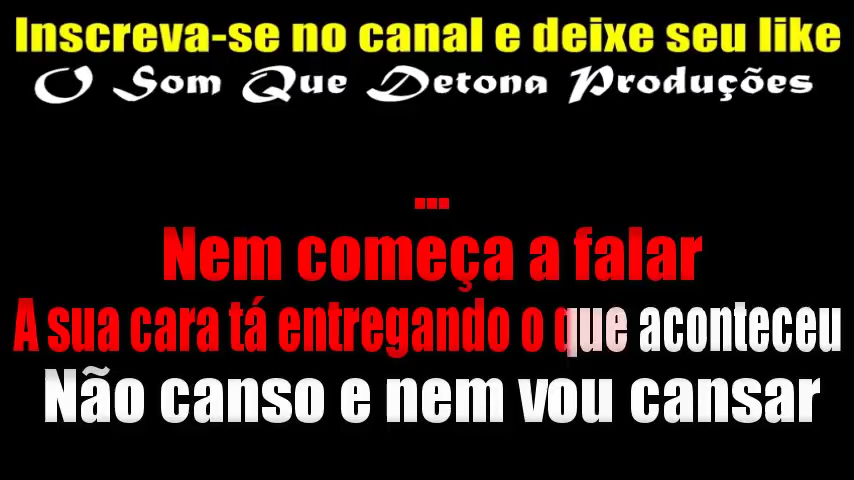 Inscreva-se no canal e deixe seu like
O Som Que Detona Produções
...
Nem começa a falar
A sua cara tá entregando o que aconteceu
Não canso e nem vou cansar